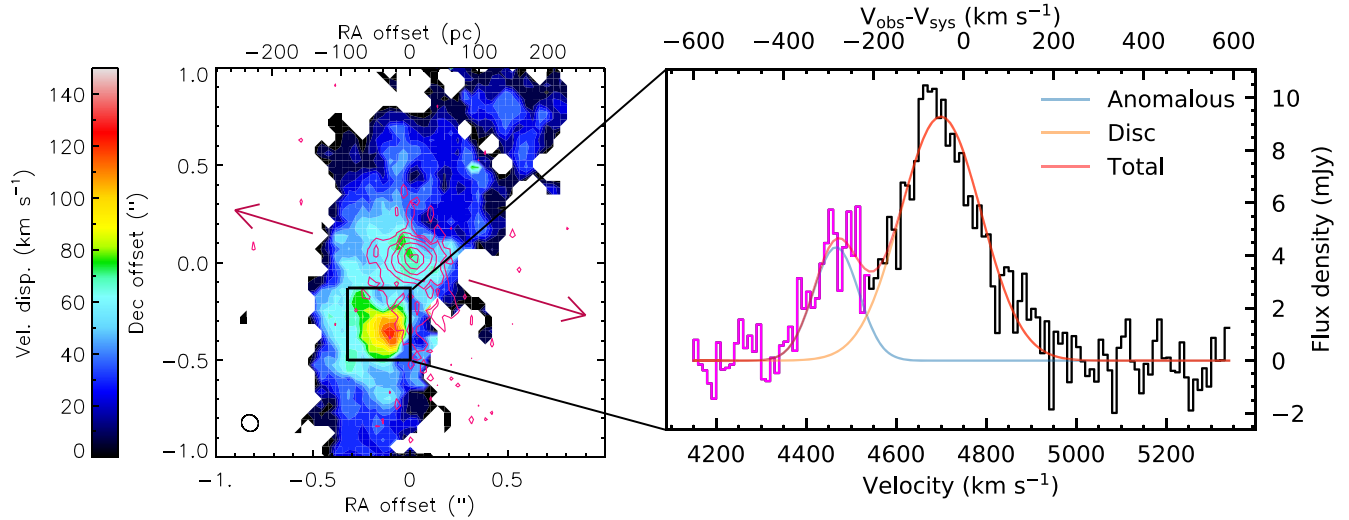 RA offset (pc)
−200 −100 0 100 200
V_obs-V_sys (km s⁻¹)
−600 −400 −200 0 200 400 600
Vel. disp. (km s⁻¹)
140
120
100
80
60
40
20
0
Dec offset (")
1.0
0.5
0.0
−0.5
−1.0
−1. −0.5 0 0.5
RA offset (")
Anomalous
Disc
Total
Flux density (mJy)
10
8
6
4
2
0
−2
4200 4400 4600 4800 5000 5200
Velocity (km s⁻¹)